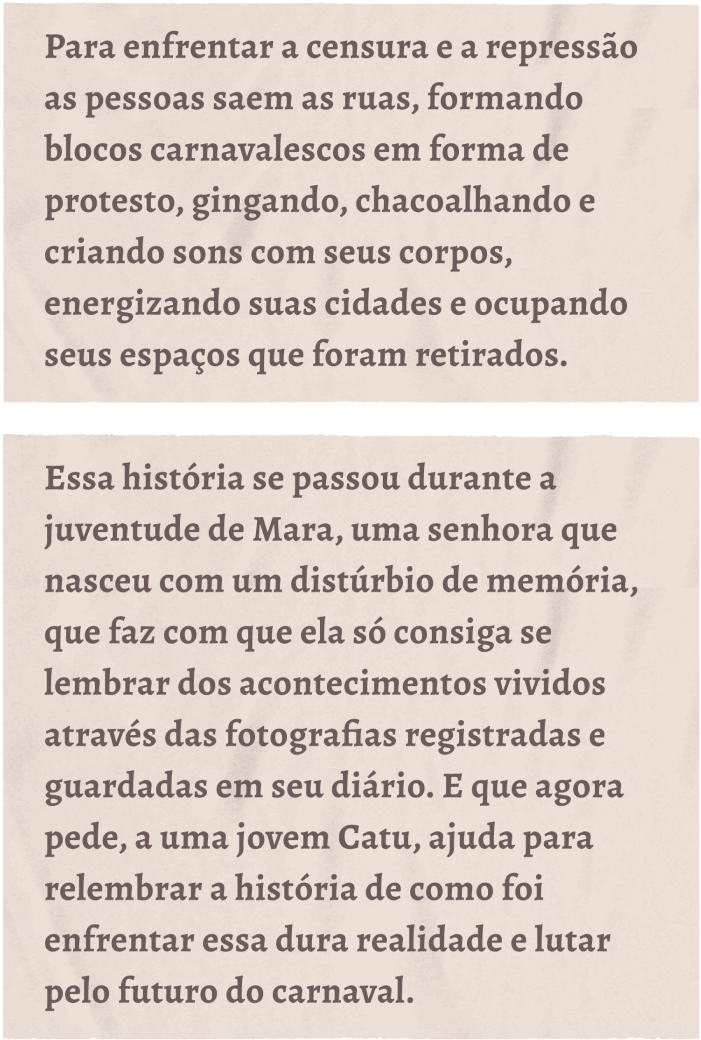 Para enfrentar a censura e a repressão
as pessoas saem as ruas, formando
blocos carnavalescos em forma de
protesto, gingando, chacoalhando e
criando sons com seus corpos,
energizando suas cidades e ocupando
seus espaços que foram retirados.
Essa história se passou durante a
juventude de Mara, uma senhora que
nasceu com um distúrbio de memória,
que faz com que ela só consiga se
lembrar dos acontecimentos vividos
através das fotografias registradas e
guardadas em seu diário. E que agora
pede, a uma jovem Catu, ajuda para
relembrar a história de como foi
enfrentar essa dura realidade e lutar
pelo futuro do carnaval.